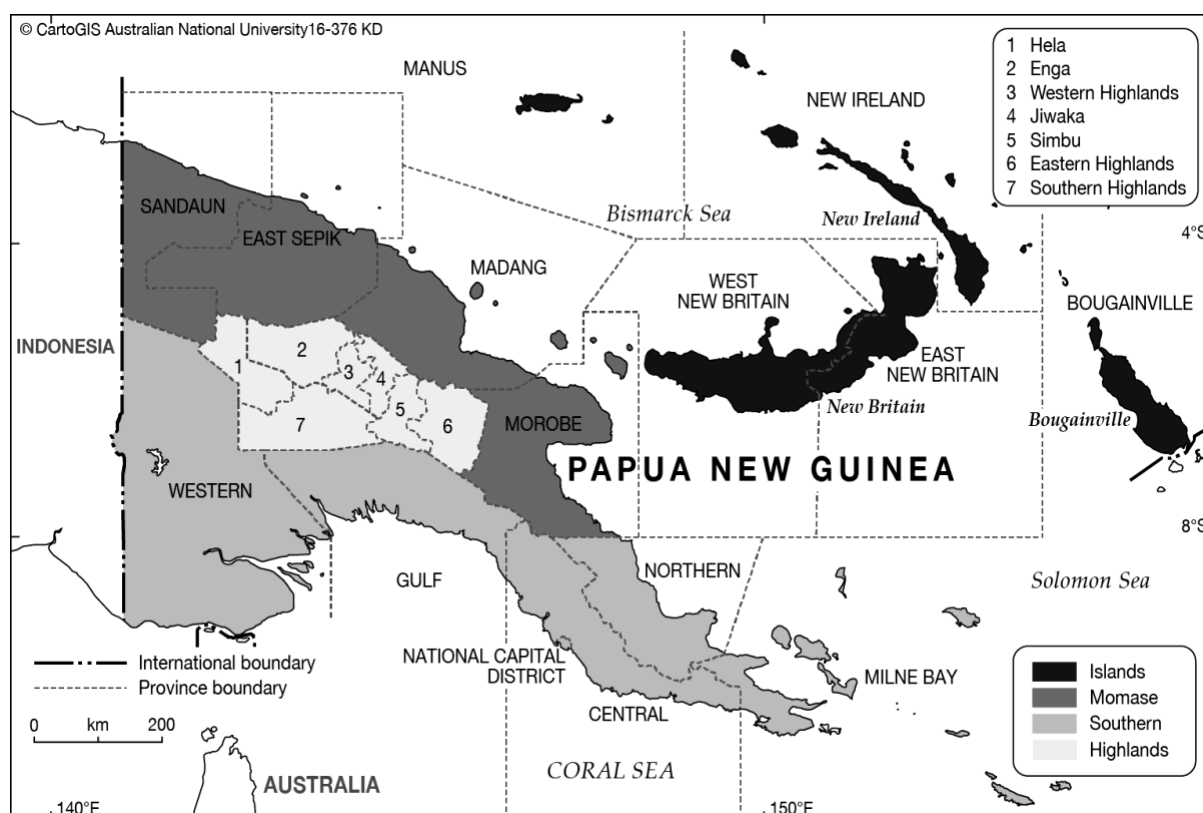 © CartoGIS Australian National University16-376 KD
MANUS
NEW IRELAND
1 Hela
2 Enga
3 Western Highlands
4 Jiwaka
5 Simbu
6 Eastern Highlands
7 Southern Highlands
SANDAUN
EAST SEPIK
Bismarck Sea
New Ireland
4°S
MADANG
WEST
NEW BRITAIN
BOUGAINVILLE
INDONESIA
1
2
3
4
5
6
7
EAST
NEW BRITAIN
New Britain
Bougainville
MOROBE
PAPUA NEW GUINEA
WESTERN
8°S
GULF
NORTHERN
Solomon Sea
NATIONAL CAPITAL
DISTRICT
MILNE BAY
CENTRAL
International boundary
Province boundary
0 km 200
Islands
Momase
Southern
Highlands
AUSTRALIA
CORAL SEA
140°E
150°E